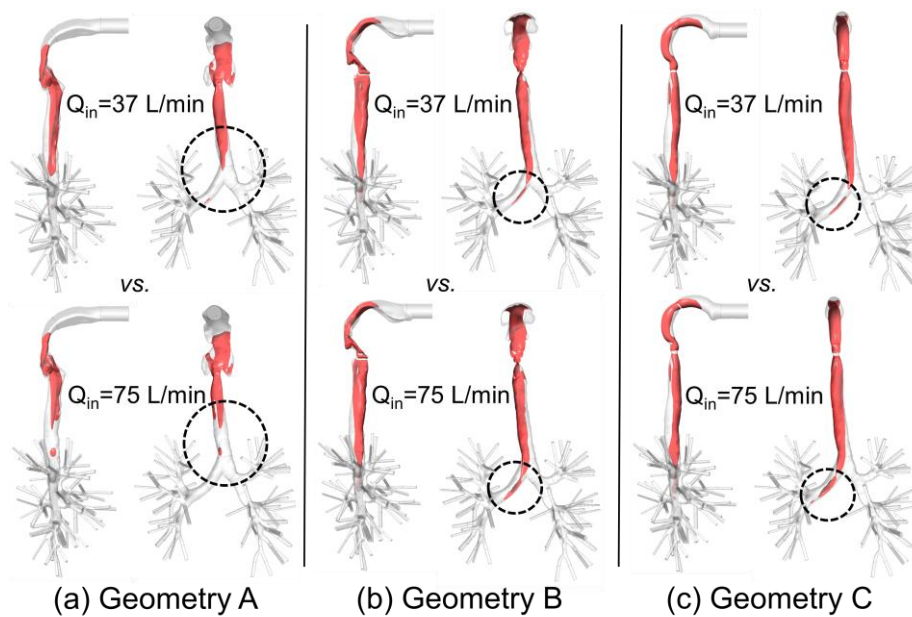 Q_in=37 L/min
Q_in=37 L/min
Q_in=37 L/min
vs.
vs.
vs.
Q_in=75 L/min
Q_in=75 L/min
Q_in=75 L/min
(a) Geometry A
(b) Geometry B
(c) Geometry C